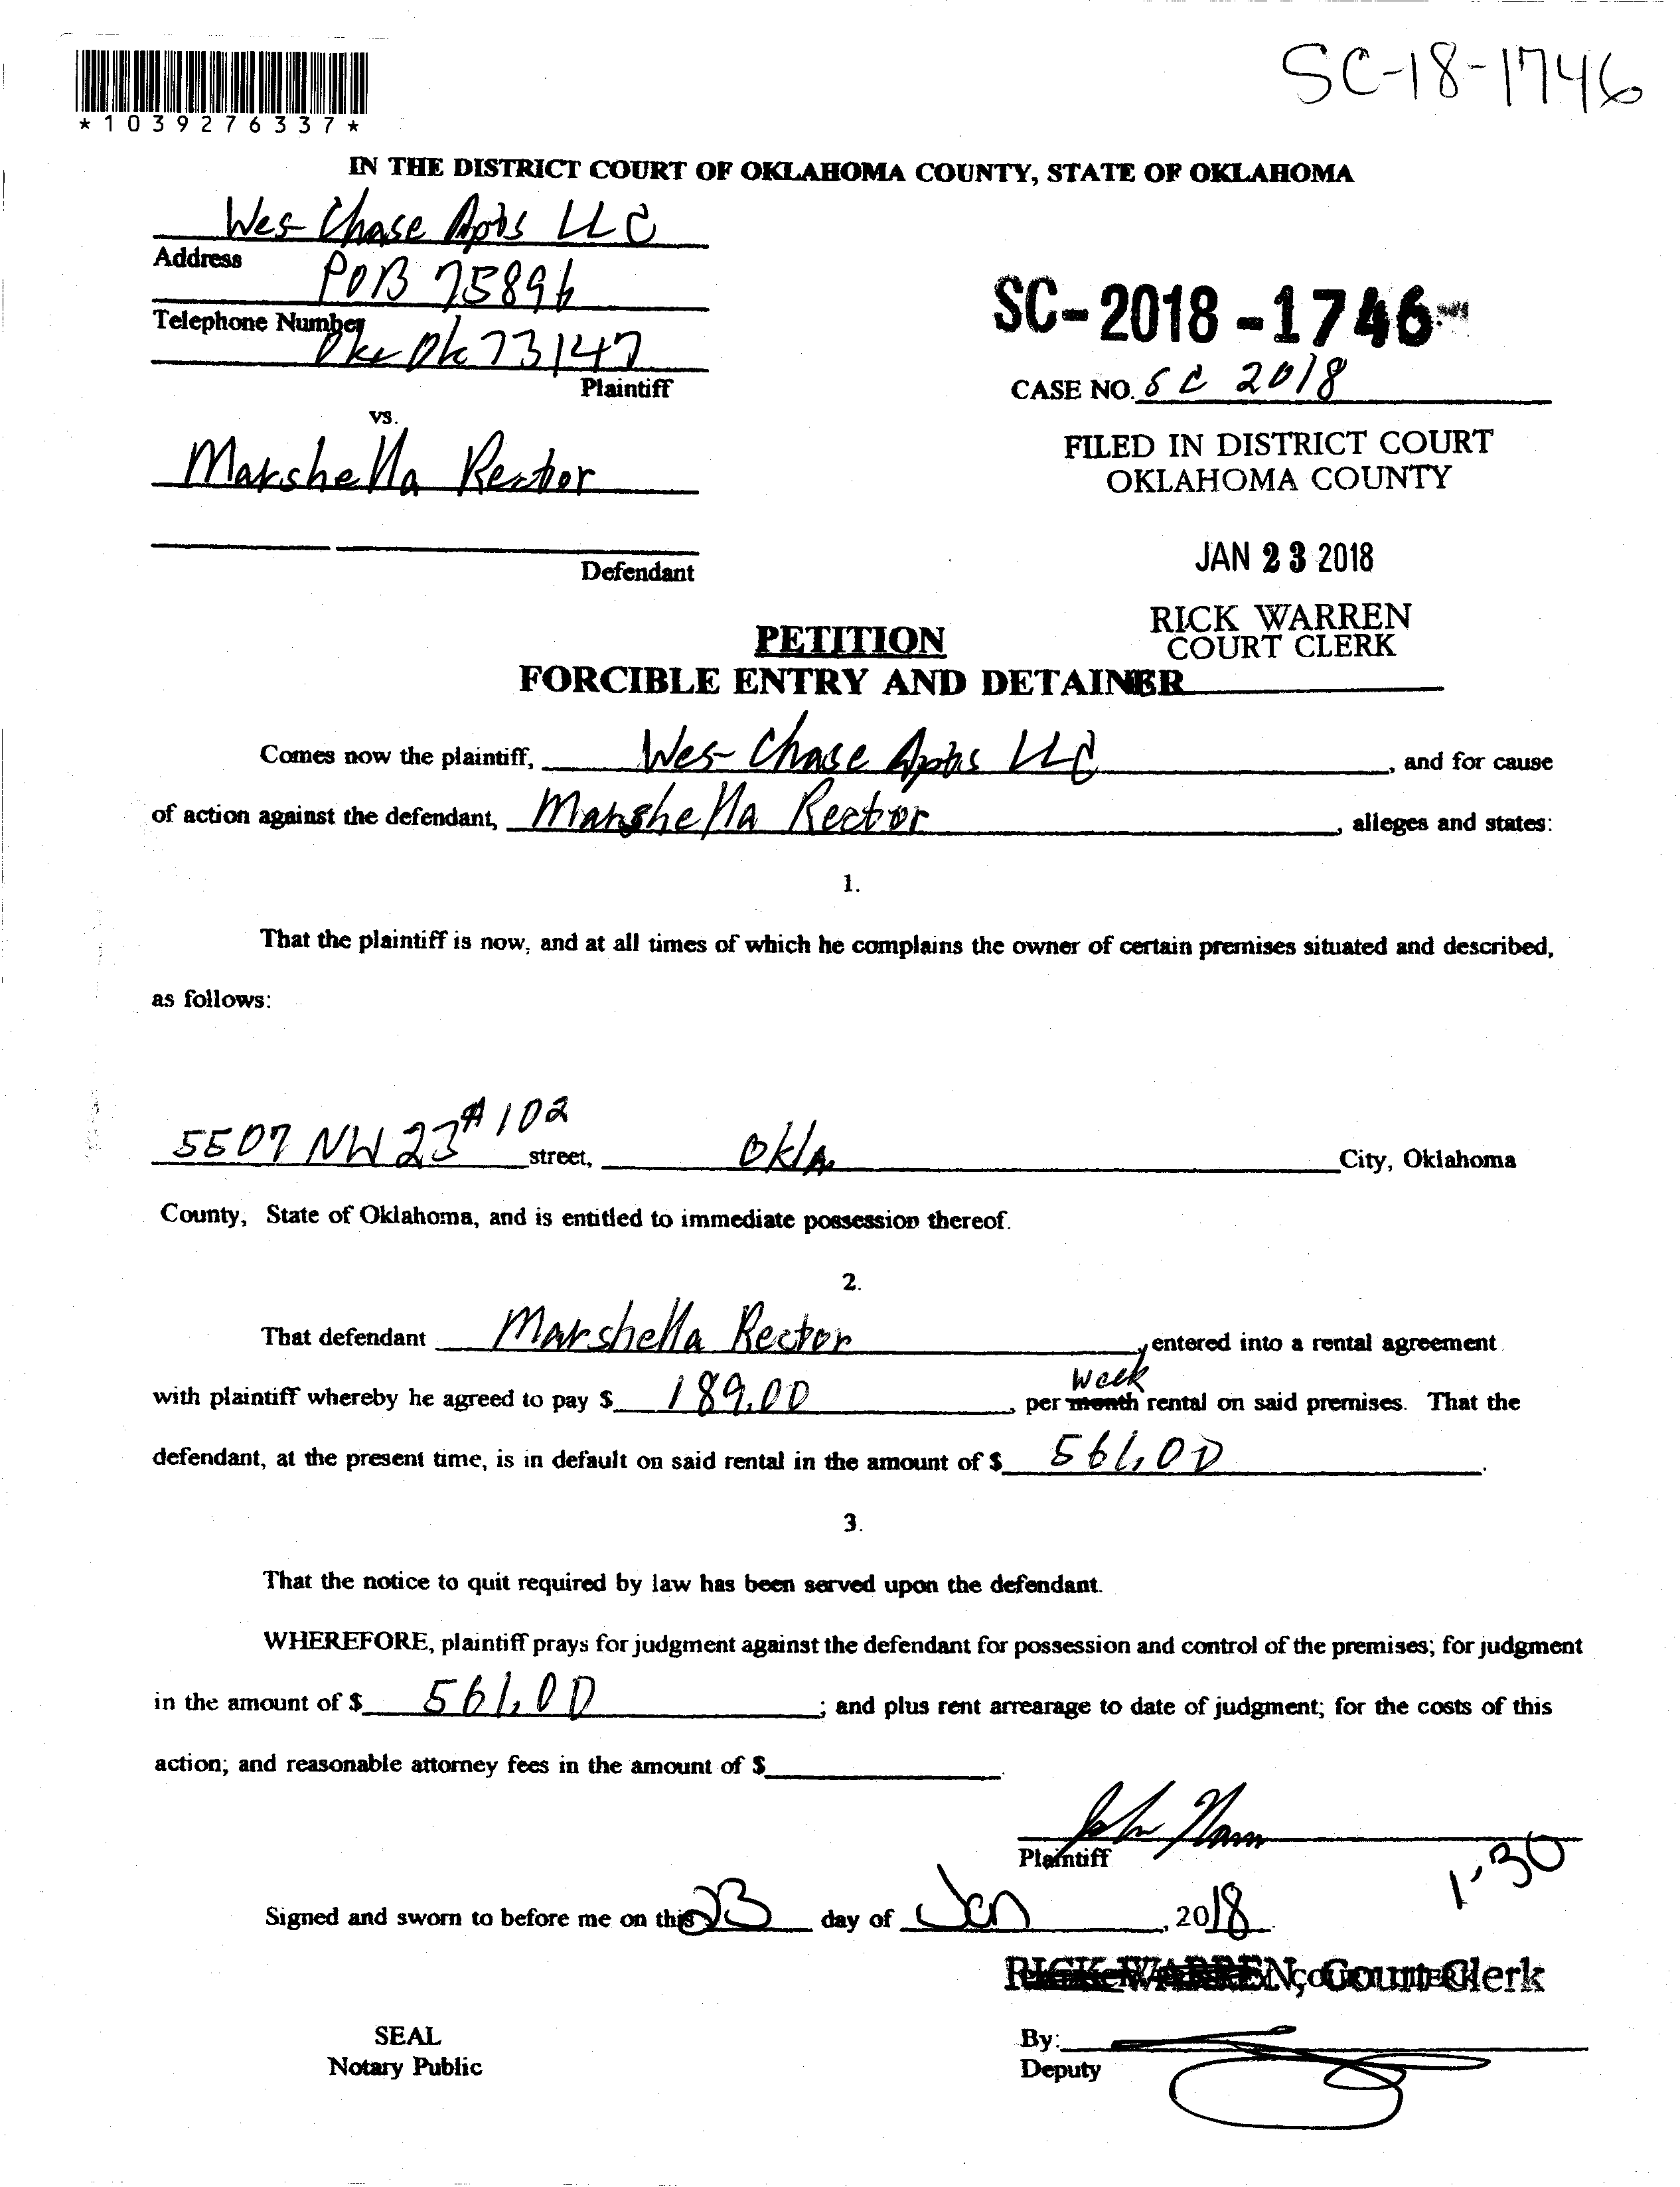 SC-18-1746
*1039276337*
IN THE DISTRICT COURT OF OKLAHOMA COUNTY, STATE OF OKLAHOMA
Wes-Chase Apts LLC
Address
POB 75896
Telephone Number
Okc Ok 73147
Plaintiff
SC-2018-1746
CASE NO. SC 2018
vs.
Marshella Rector
Defendant
FILED IN DISTRICT COURT
OKLAHOMA COUNTY
JAN 23 2018
RICK WARREN
COURT CLERK
PETITION
FORCIBLE ENTRY AND DETAINER
Comes now the plaintiff, Wes-Chase Apts LLC, and for cause
of action against the defendant, Marshella Rector, alleges and states:
1.
That the plaintiff is now, and at all times of which he complains the owner of certain premises situated and described,
as follows:
5507 NW 23 #102 street, Okla City, Oklahoma
County, State of Oklahoma, and is entitled to immediate possession thereof.
2.
That defendant Marshella Rector, entered into a rental agreement
week
with plaintiff whereby he agreed to pay $ 189.00, per month rental on said premises. That the
defendant, at the present time, is in default on said rental in the amount of $ 561.00.
3.
That the notice to quit required by law has been served upon the defendant.
WHEREFORE, plaintiff prays for judgment against the defendant for possession and control of the premises; for judgment
in the amount of $ 561.00; and plus rent arrearage to date of judgment; for the costs of this
action; and reasonable attorney fees in the amount of $
Plaintiff
1:30
Signed and sworn to before me on this 23 day of Jan, 2018.
RICK WARREN, Court Clerk
SEAL
Notary Public
By:
Deputy